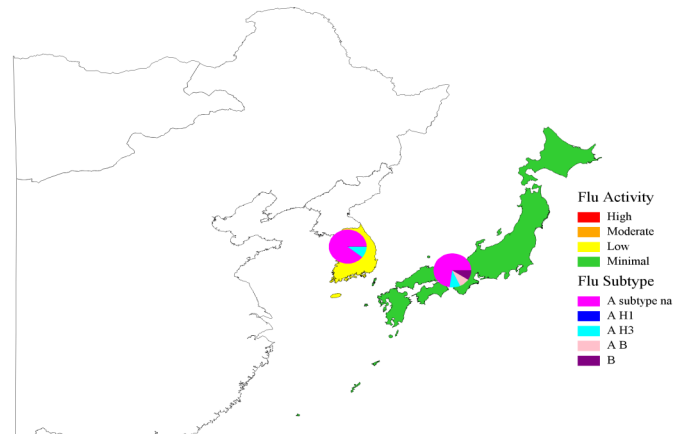 Flu Activity
High
Moderate
Low
Minimal
Flu Subtype
A subtype na
A H1
A H3
A B
B